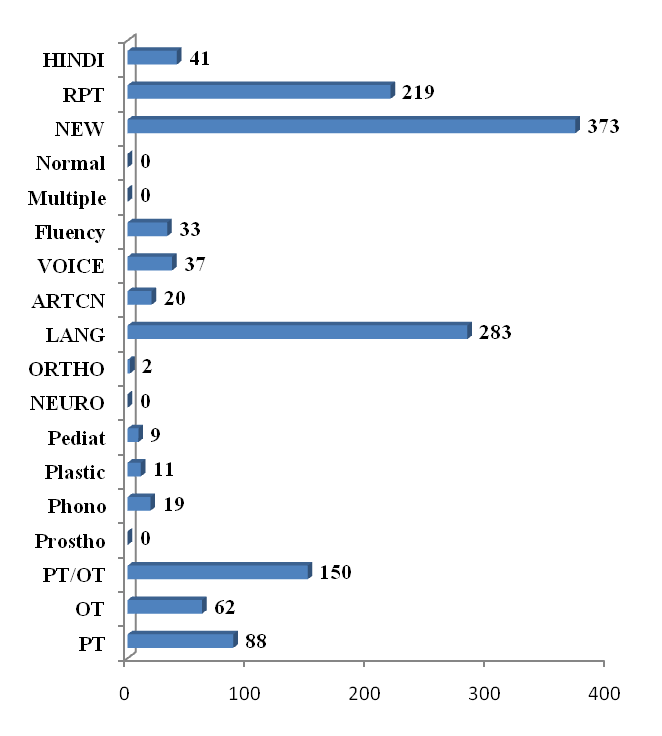 HINDI 41
RPT 219
NEW 373
Normal 0
Multiple 0
Fluency 33
VOICE 37
ARTCN 20
LANG 283
ORTHO 2
NEURO 0
Pediat 9
Plastic 11
Phono 19
Prostho 0
PT/OT 150
OT 62
PT 88
0 100 200 300 400